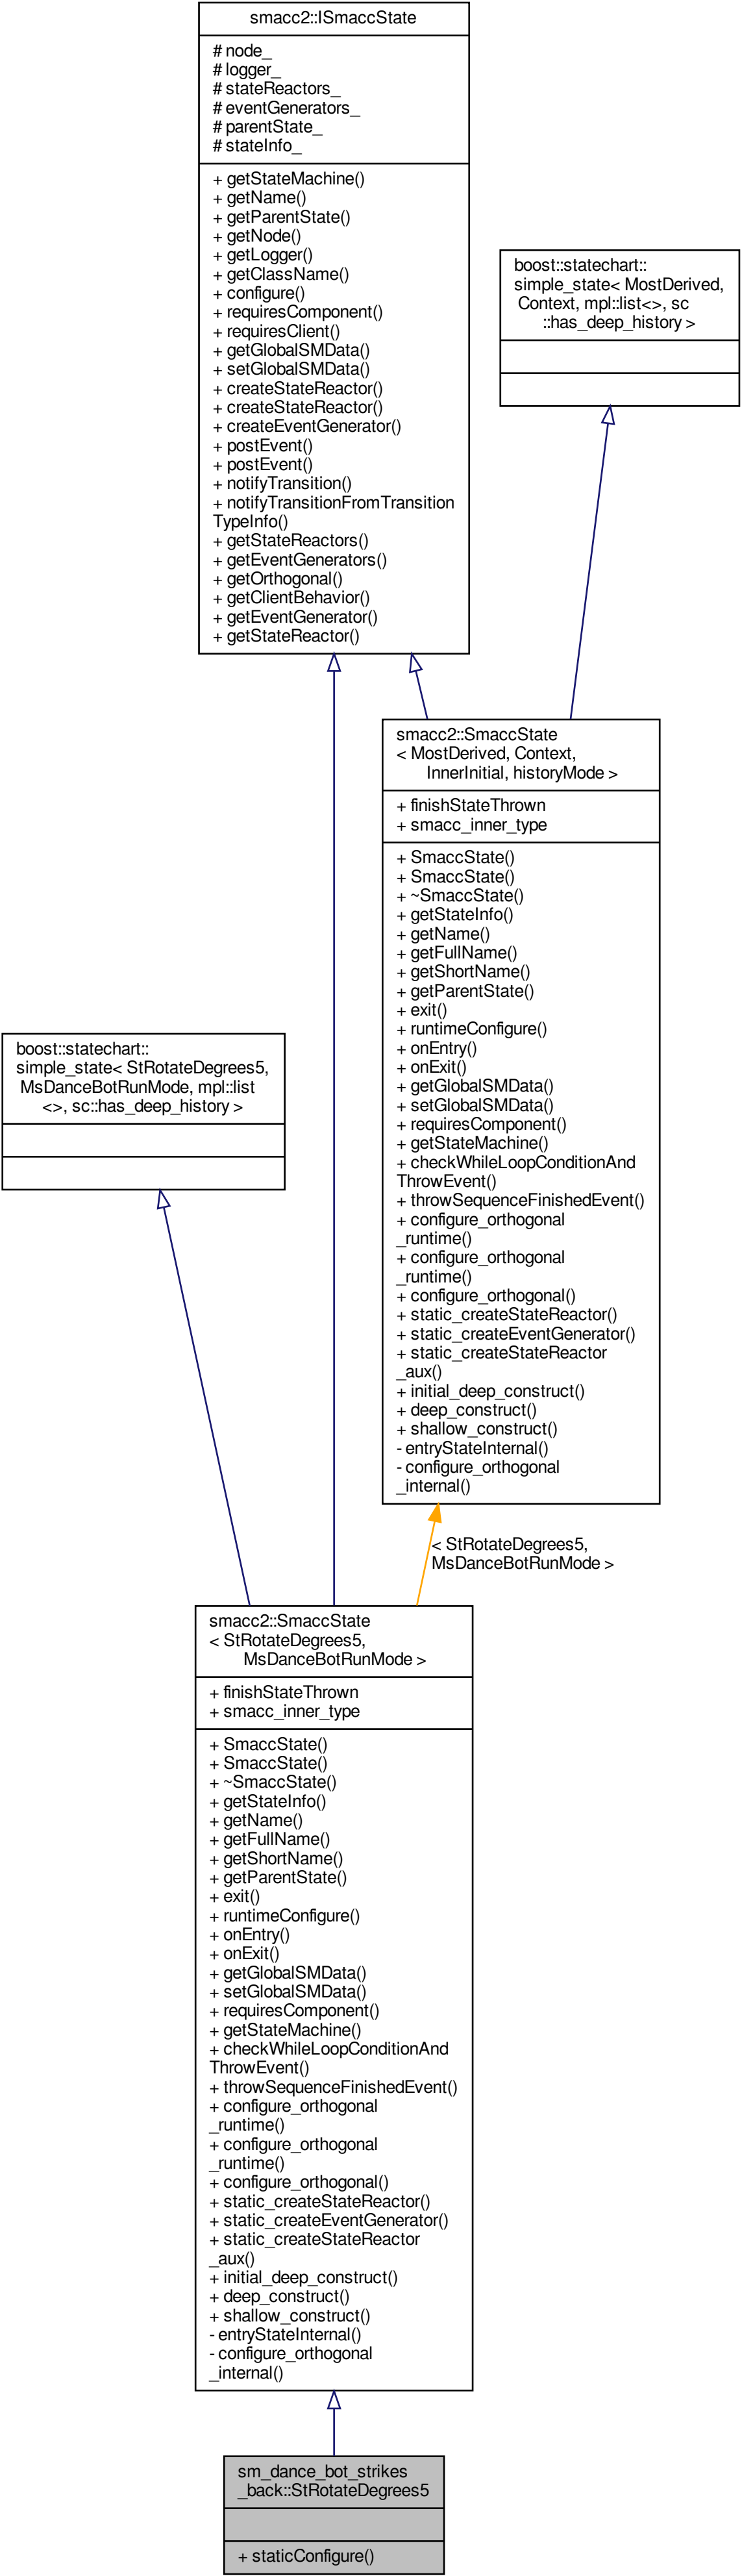 smacc2::ISmaccState
# node_
# logger_
# stateReactors_
# eventGenerators_
# parentState_
# stateInfo_
+ getStateMachine()
+ getName()
+ getParentState()
+ getNode()
+ getLogger()
+ getClassName()
+ configure()
+ requiresComponent()
+ requiresClient()
+ getGlobalSMData()
+ setGlobalSMData()
+ createStateReactor()
+ createStateReactor()
+ createEventGenerator()
+ postEvent()
+ postEvent()
+ notifyTransition()
+ notifyTransitionFromTransition
TypeInfo()
+ getStateReactors()
+ getEventGenerators()
+ getOrthogonal()
+ getClientBehavior()
+ getEventGenerator()
+ getStateReactor()
boost::statechart::
simple_state< MostDerived,
Context, mpl::list<>, sc
::has_deep_history >
smacc2::SmaccState
< MostDerived, Context,
InnerInitial, historyMode >
+ finishStateThrown
+ smacc_inner_type
+ SmaccState()
+ SmaccState()
+ ~SmaccState()
+ getStateInfo()
+ getName()
+ getFullName()
+ getShortName()
+ getParentState()
+ exit()
+ runtimeConfigure()
+ onEntry()
+ onExit()
+ getGlobalSMData()
+ setGlobalSMData()
+ requiresComponent()
+ getStateMachine()
+ checkWhileLoopConditionAnd
ThrowEvent()
+ throwSequenceFinishedEvent()
+ configure_orthogonal
_runtime()
+ configure_orthogonal
_runtime()
+ configure_orthogonal()
+ static_createStateReactor()
+ static_createEventGenerator()
+ static_createStateReactor
_aux()
+ initial_deep_construct()
+ deep_construct()
+ shallow_construct()
- entryStateInternal()
- configure_orthogonal
_internal()
boost::statechart::
simple_state< StRotateDegrees5,
MsDanceBotRunMode, mpl::list
<>, sc::has_deep_history >
< StRotateDegrees5,
MsDanceBotRunMode >
smacc2::SmaccState
< StRotateDegrees5,
MsDanceBotRunMode >
+ finishStateThrown
+ smacc_inner_type
+ SmaccState()
+ SmaccState()
+ ~SmaccState()
+ getStateInfo()
+ getName()
+ getFullName()
+ getShortName()
+ getParentState()
+ exit()
+ runtimeConfigure()
+ onEntry()
+ onExit()
+ getGlobalSMData()
+ setGlobalSMData()
+ requiresComponent()
+ getStateMachine()
+ checkWhileLoopConditionAnd
ThrowEvent()
+ throwSequenceFinishedEvent()
+ configure_orthogonal
_runtime()
+ configure_orthogonal
_runtime()
+ configure_orthogonal()
+ static_createStateReactor()
+ static_createEventGenerator()
+ static_createStateReactor
_aux()
+ initial_deep_construct()
+ deep_construct()
+ shallow_construct()
- entryStateInternal()
- configure_orthogonal
_internal()
sm_dance_bot_strikes
_back::StRotateDegrees5
+ staticConfigure()